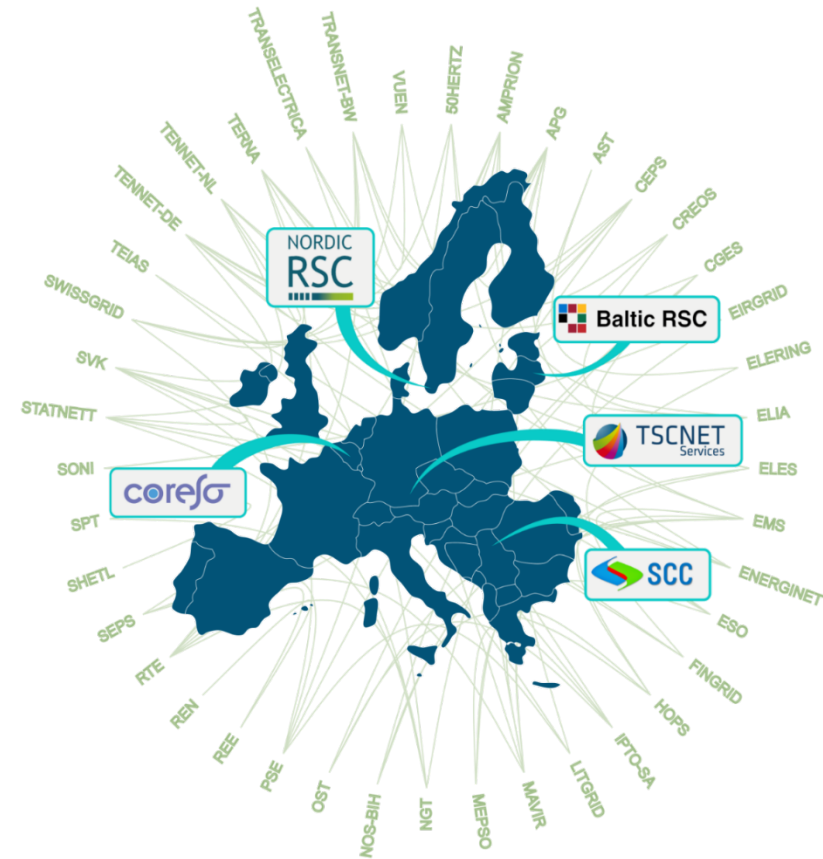 TRANSELECTRICA
TRANSNET-BW
VUEN
50HERTZ
AMPRION
APG
AST
CEPS
CREOS
CGES
EIRGRID
ELERING
ELIA
ELES
EMS
ENERGINET
ESO
FINGRID
HOPS
IPTO-SA
LITGRID
MAVIR
MEPSO
NGT
NOS-BIH
OST
PSE
REE
REN
RTE
SEPS
SHETL
SPT
SONI
STATNETT
SVK
SWISSGRID
TEIAS
TENNET-DE
TENNET-NL
TERNA
NORDIC
RSC
Baltic RSC
TSCNET
Services
coreso
SCC